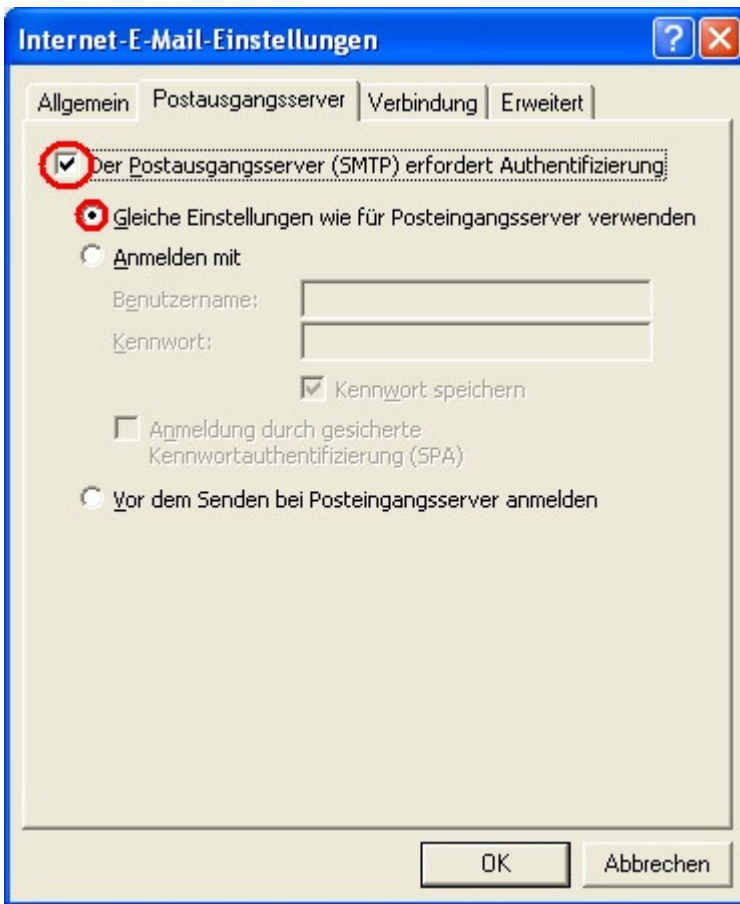 Internet-E-Mail-Einstellungen
Allgemein Postausgangsserver Verbindung Erweitert
Der Postausgangsserver (SMTP) erfordert Authentifizierung
Gleiche Einstellungen wie für Posteingangsserver verwenden
Anmelden mit
Benutzername:
Kennwort:
Kennwort speichern
Anmeldung durch gesicherte
Kennwortauthentifizierung (SPA)
Vor dem Senden bei Posteingangsserver anmelden
OK Abbrechen